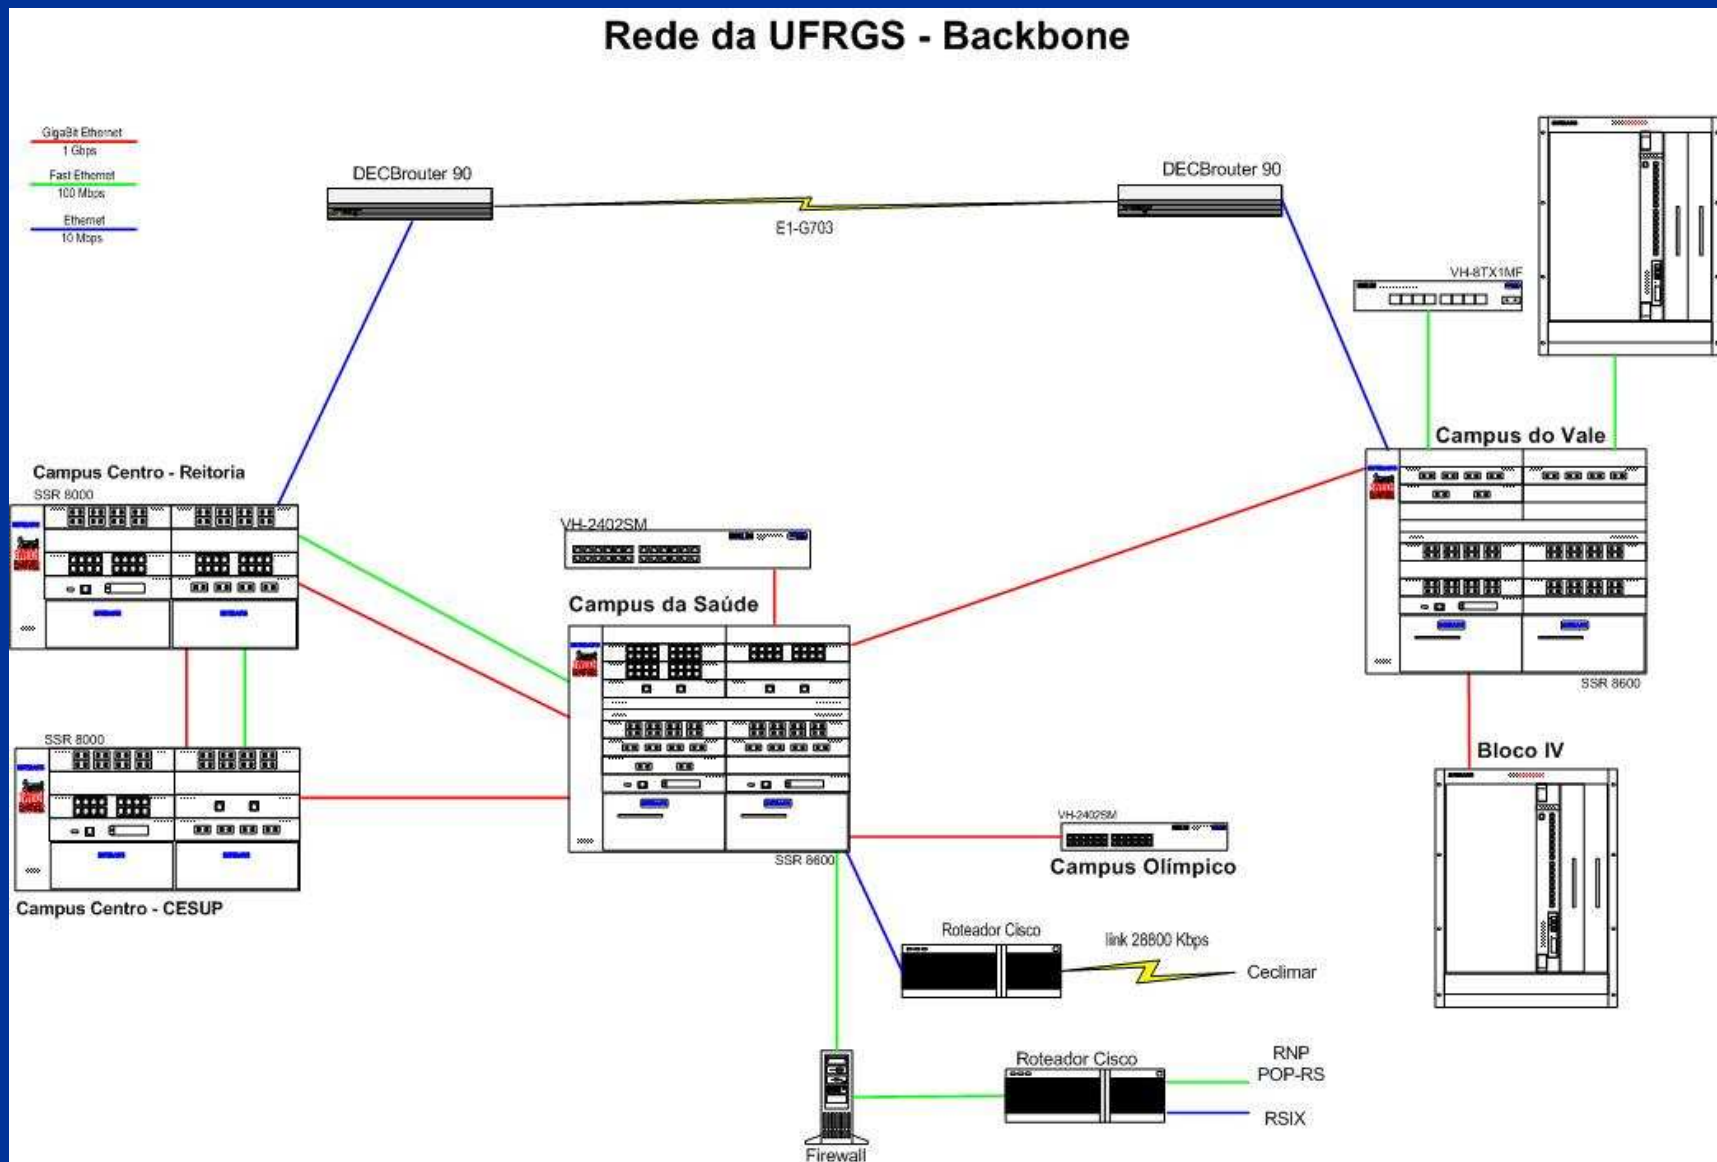 Rede da UFRGS - Backbone
GigaBit Ethernet
1 Gbps
Fast Ethernet
100 Mbps
Ethernet
10 Mbps
DECBrouter 90
E1-G703
DECBrouter 90
VH-8TX1MF
Campus do Vale
SSR 8600
Campus Centro - Reitoria
SSR 8000
VH-2402SM
Campus da Saúde
SSR 8600
SSR 8000
Campus Centro - CESUP
Bloco IV
VH-2402SM
Campus Olímpico
Roteador Cisco
link 28800 Kbps
Ceclimar
Roteador Cisco
RNP
POP-RS
RSIX
Firewall